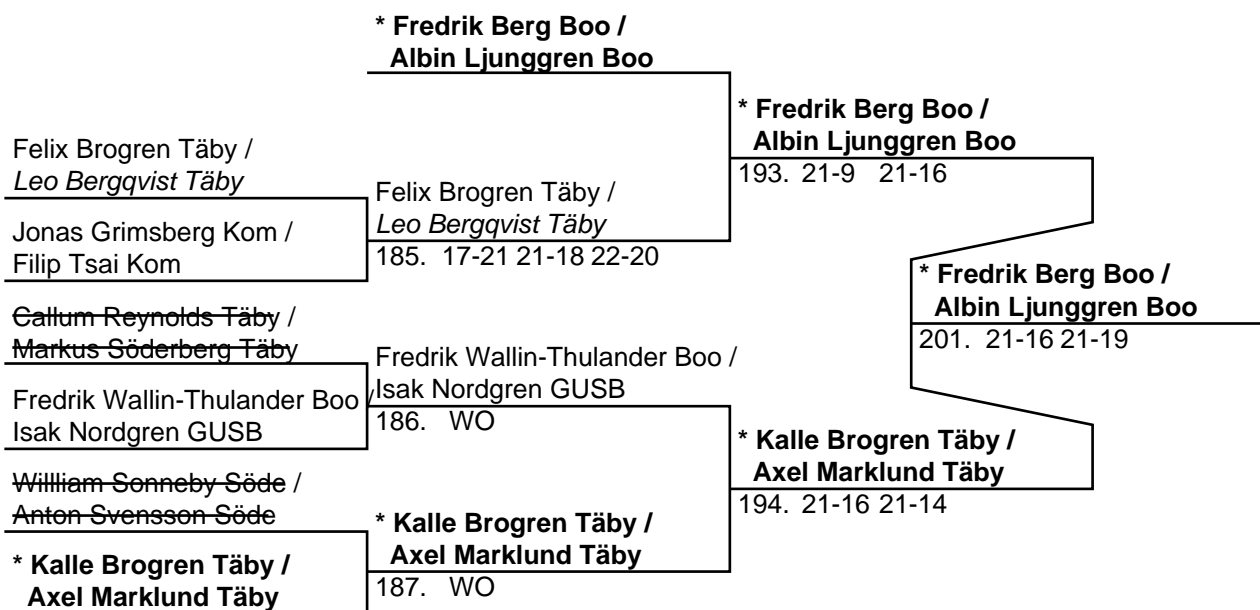 * Fredrik Berg Boo /
Albin Ljunggren Boo
* Fredrik Berg Boo /
Albin Ljunggren Boo
193. 21-9 21-16
Felix Brogren Täby /
Leo Bergqvist Täby
Felix Brogren Täby /
Leo Bergqvist Täby
185. 17-21 21-18 22-20
Jonas Grimsberg Kom /
Filip Tsai Kom
* Fredrik Berg Boo /
Albin Ljunggren Boo
201. 21-16 21-19
Callum Reynolds Täby /
Markus Söderberg Täby
Fredrik Wallin-Thulander Boo /
Isak Nordgren GUSB
186. WO
Fredrik Wallin-Thulander Boo /
Isak Nordgren GUSB
* Kalle Brogren Täby /
Axel Marklund Täby
194. 21-16 21-14
Willliam Sonneby Söde /
Anton Svensson Söde
* Kalle Brogren Täby /
Axel Marklund Täby
187. WO
* Kalle Brogren Täby /
Axel Marklund Täby